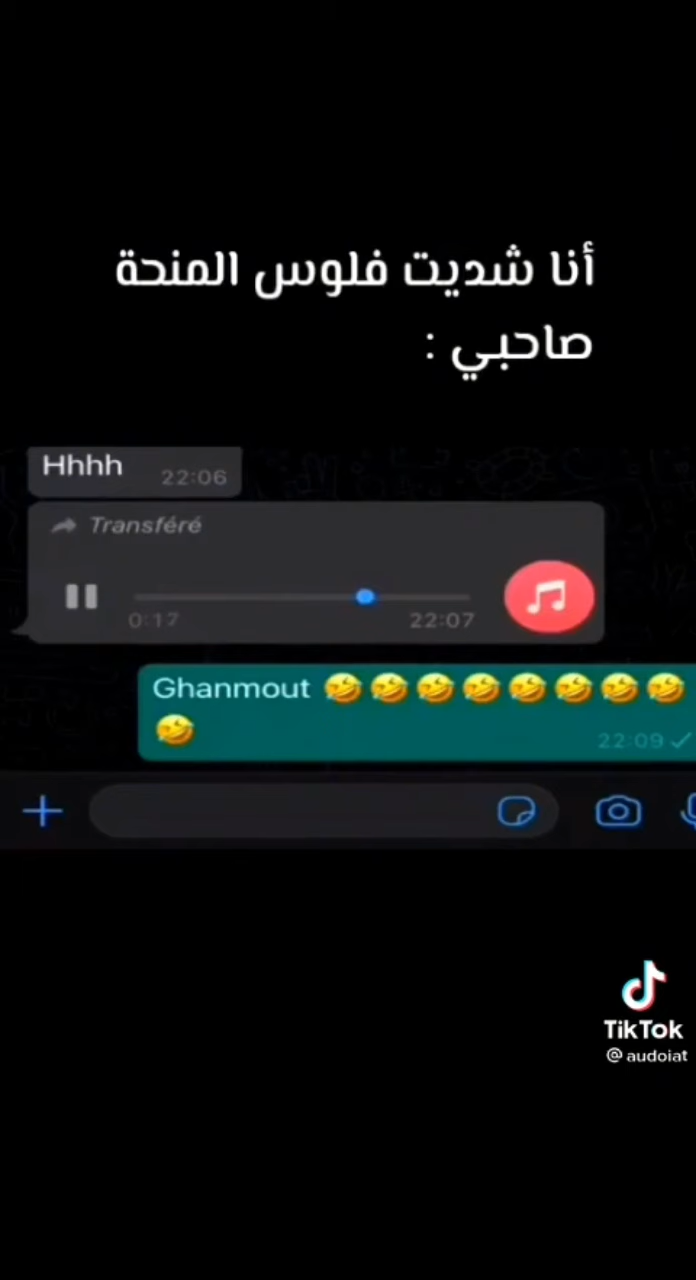 أنا شديت فلوس المنحة
صاحبي :
Hhhh 22:06
Transféré
0:17 22:07
Ghanmout 🤣🤣🤣🤣🤣🤣🤣🤣
🤣 22:09
TikTok
@audoiat